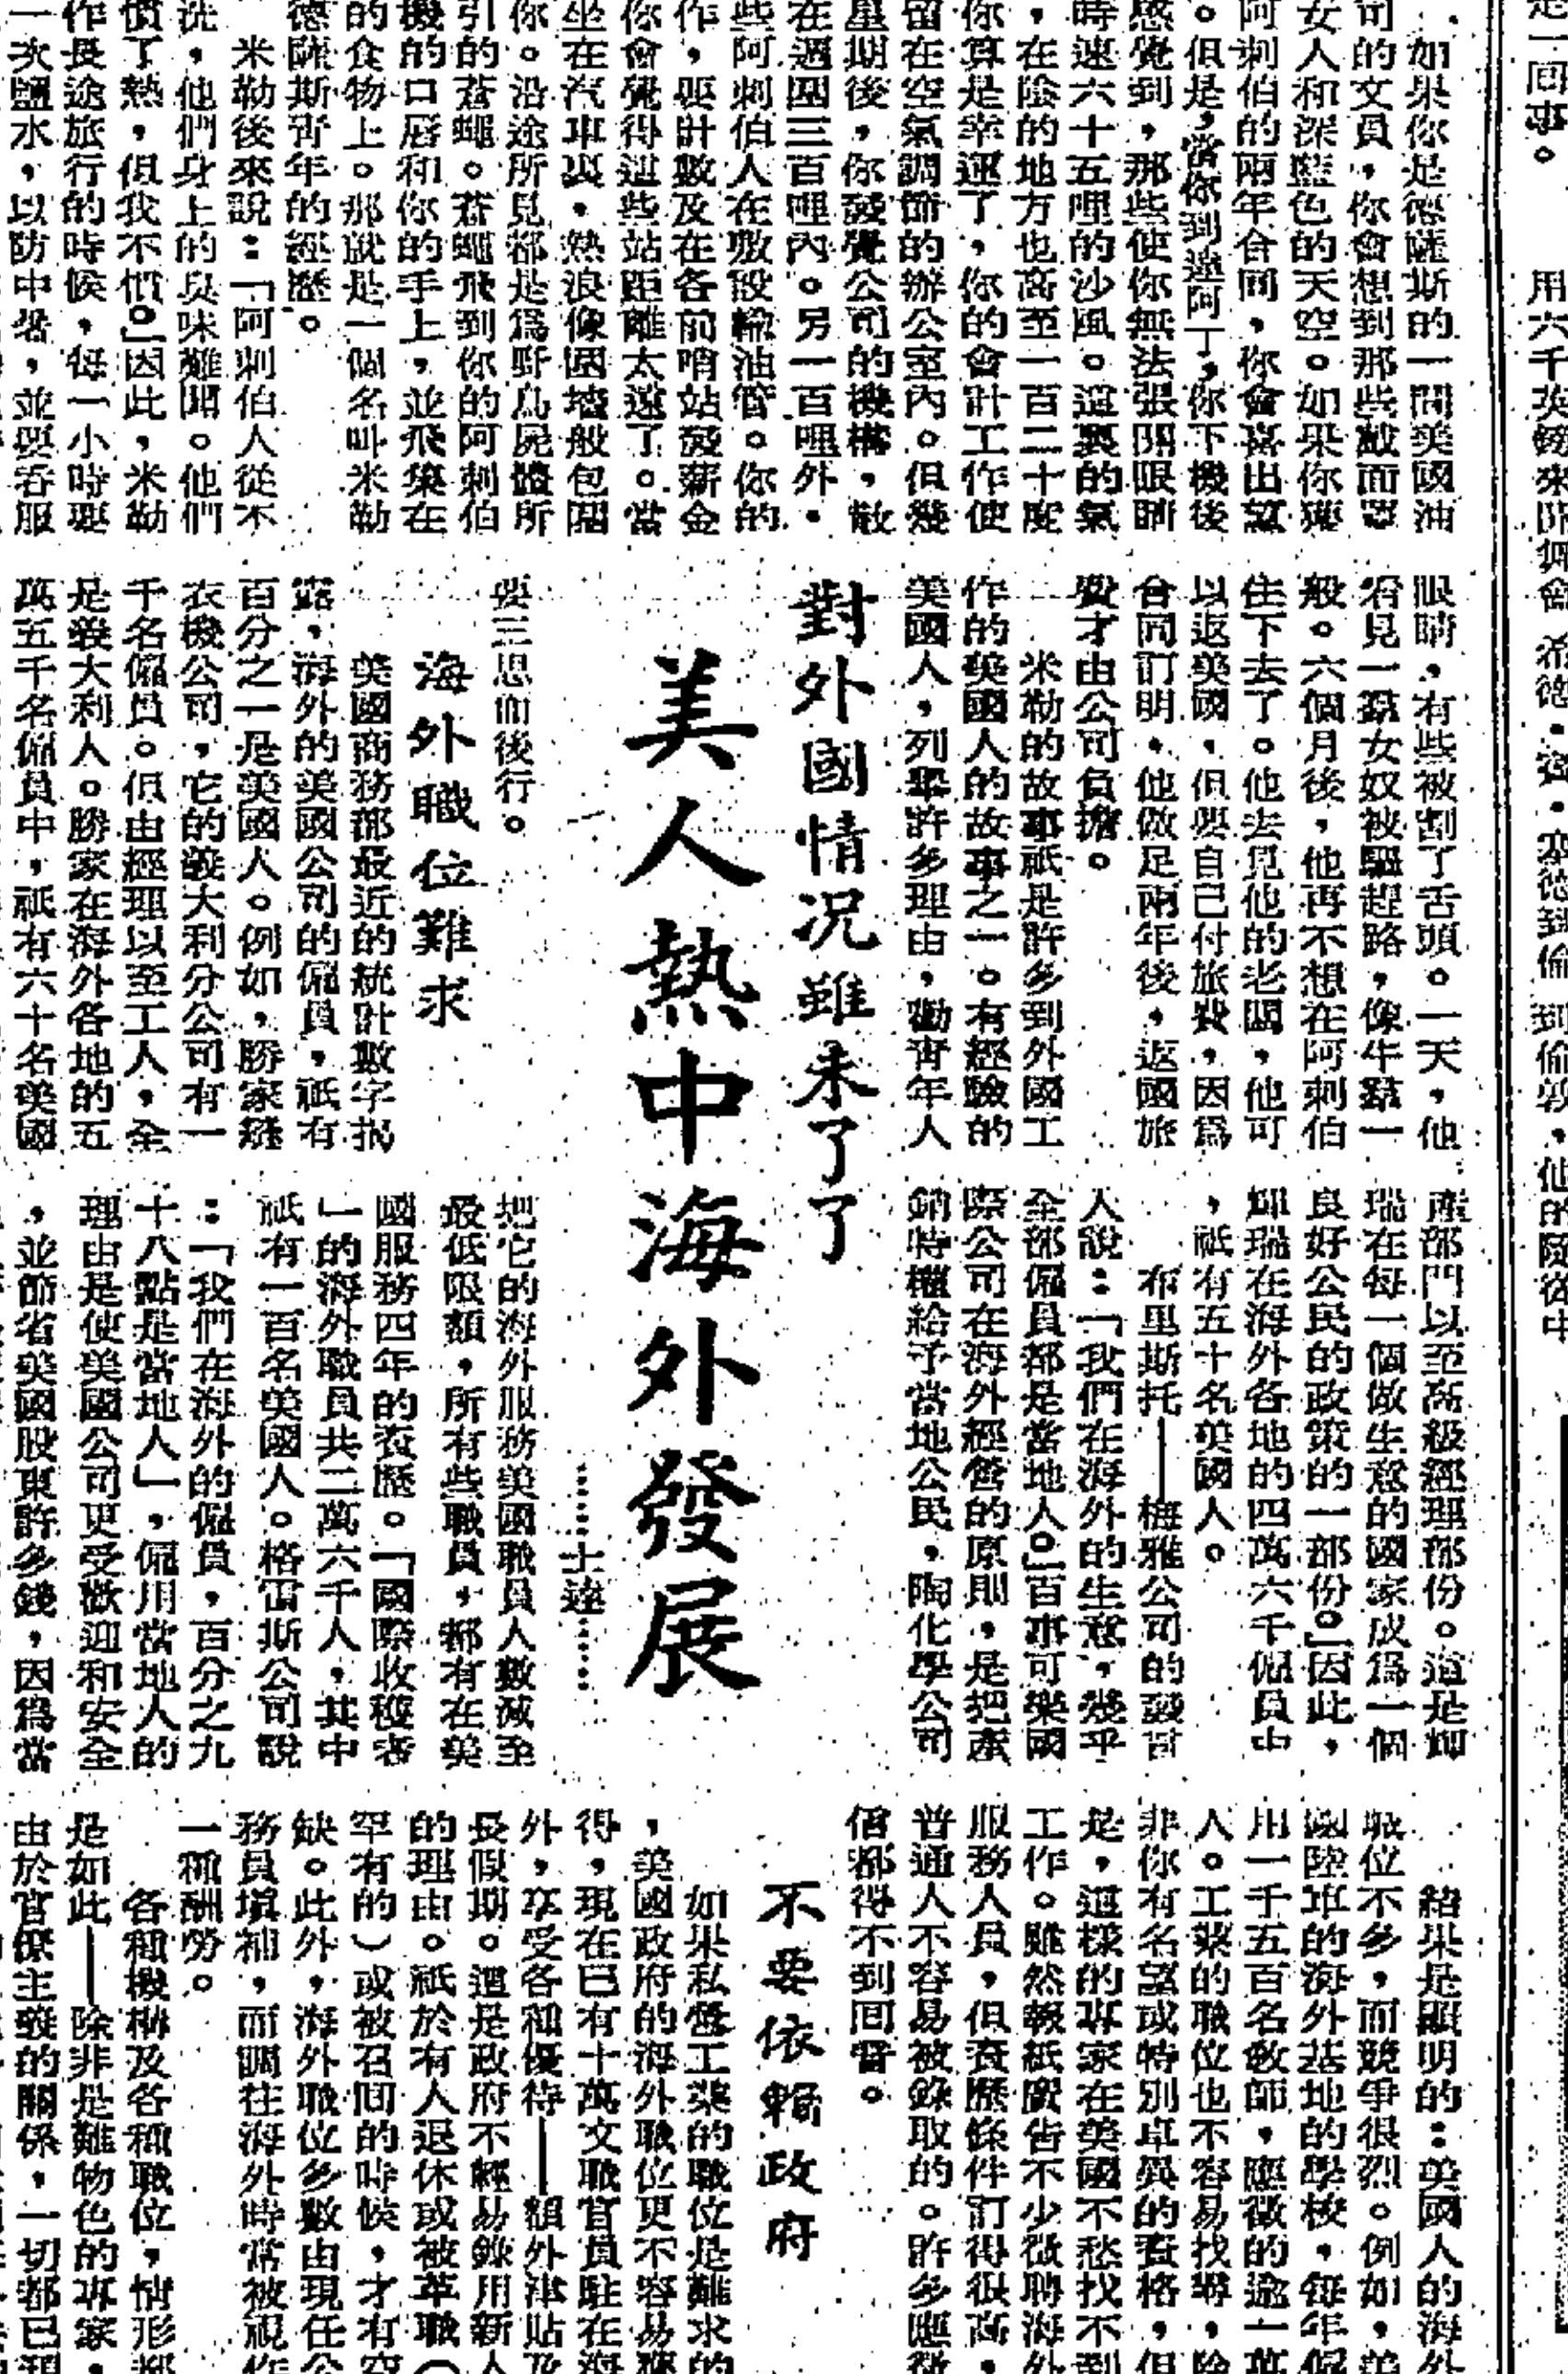 對外國情況雖未了了
美人熱中海外發展
士達
如果你是德薩斯的一間美國油
司的文員，你會想到那些戴面罩
女人和深藍色的天空。如果你獲
阿刺伯的兩年合同，你會喜出望
。但是，當你到達阿丁，你下機後
感覺到，那些使你無法張開眼睛
時速六十五哩的沙風。這裏的氣
，在陰的地方也高至一百二十度
你算是幸運了，你的會計工作使
留在空氣調節的辦公室內。但幾
星期後，你發覺公司的機構，散
在週圍三百哩內。另一百哩外，
些阿刺伯人在敷設輸油管。你的
作，要計數及在各前哨站發薪金
你會覺得這些站距離太遠了。當
坐在汽車裏，熱浪像圍墻般包圍
你。沿途所見都是為野鳥屍體所
引的蒼蠅。蒼蠅飛到你的阿刺伯
機的口唇和你的手上，並飛集在
的食物上。那就是一個名叫米勒
德薩斯青年的經歷。
米勒後來說：「阿刺伯人從不
洗，他們身上的臭味難聞。他們
慣了熱，但我不慣。」因此，米勒
作長途旅行的時候，每一小時要
一次鹽水，以防中暑，並要吞服
眼睛，有些被割了舌頭。一天，他
看見一羣女奴被驅趕路，像牛羣一
般。六個月後，他再不想在阿刺伯
住下去了。他去見他的老闆，他可
以返美國，但要自己付旅費，因為
合同訂明，他做足兩年後，返國旅
費才由公司負擔。
米勒的故事祇是許多到外國工
作的美國人的故事之一。有經驗的
美國人，列舉許多理由，勸青年人
要三思而後行。
海外職位難求
美國商務部最近的統計數字揭
露，海外的美國公司的僱員，祇有
百分之一是美國人。例如，勝家縫
衣機公司，它的義大利分公司有一
千名僱員。但由經理以至工人，全
是義大利人。勝家在海外各地的五
萬五千名僱員中，祇有六十名美國
產部門以至高級經理部份。這是輝
瑞在每一個做生意的國家成為一個
良好公民的政策的一部份。」因此，
輝瑞在海外各地的四萬六千僱員中
，祇有五十名美國人。
布里斯托——梅雅公司的發言
人說：「我們在海外的生意，幾乎
全部僱員都是當地人。」百事可樂國
際公司在海外經營的原則，是把產
銷特權給予當地公民，陶化學公司
把它的海外服務美國職員人數減至
最低限額，所有些職員，都有在美
國服務四年的資歷。「國際收穫者
」的海外職員共二萬六千人，其中
祇有一百名美國人。格雷斯公司說
：「我們在海外的僱員，百分之九
十八點是當地人」，僱用當地人的
理由是使美國公司更受歡迎和安全
，並節省美國股東許多錢，因為當
結果是顯明的：美國人的海外
職位不多，而競爭很烈。例如，美
國陸軍的海外基地的學校，每年僱
用一千五百名教師，應徵的逾一萬
人。工業的職位也不容易找尋，除
非你有名望或特別卓異的資格，但
是，這樣的專家在美國不愁找不到
工作。雖然報紙廣告不少徵聘海外
服務人員，但資歷條件訂得很高，
普通人不容易被錄取的。許多應徵
信都得不到回音。
不要依賴政府
如果私營工業的職位是難求的
，美國政府的海外職位更不容易獲
得，現在已有十萬文職官員駐在海
外，享受各種優待——額外津貼及
長假期。還是政府不輕易錄用新人
的理由。祇於有人退休或被革職（
罕有的）或被召回的時候，才有空
缺。此外，海外職位多數由現任公
務員填補，而調往海外時常被視作
一種酬勞。
各種機構及各種職位，情形都
是如此——除非是難物色的專家，
由於官僚主義的關係，一切都已
是一回事。